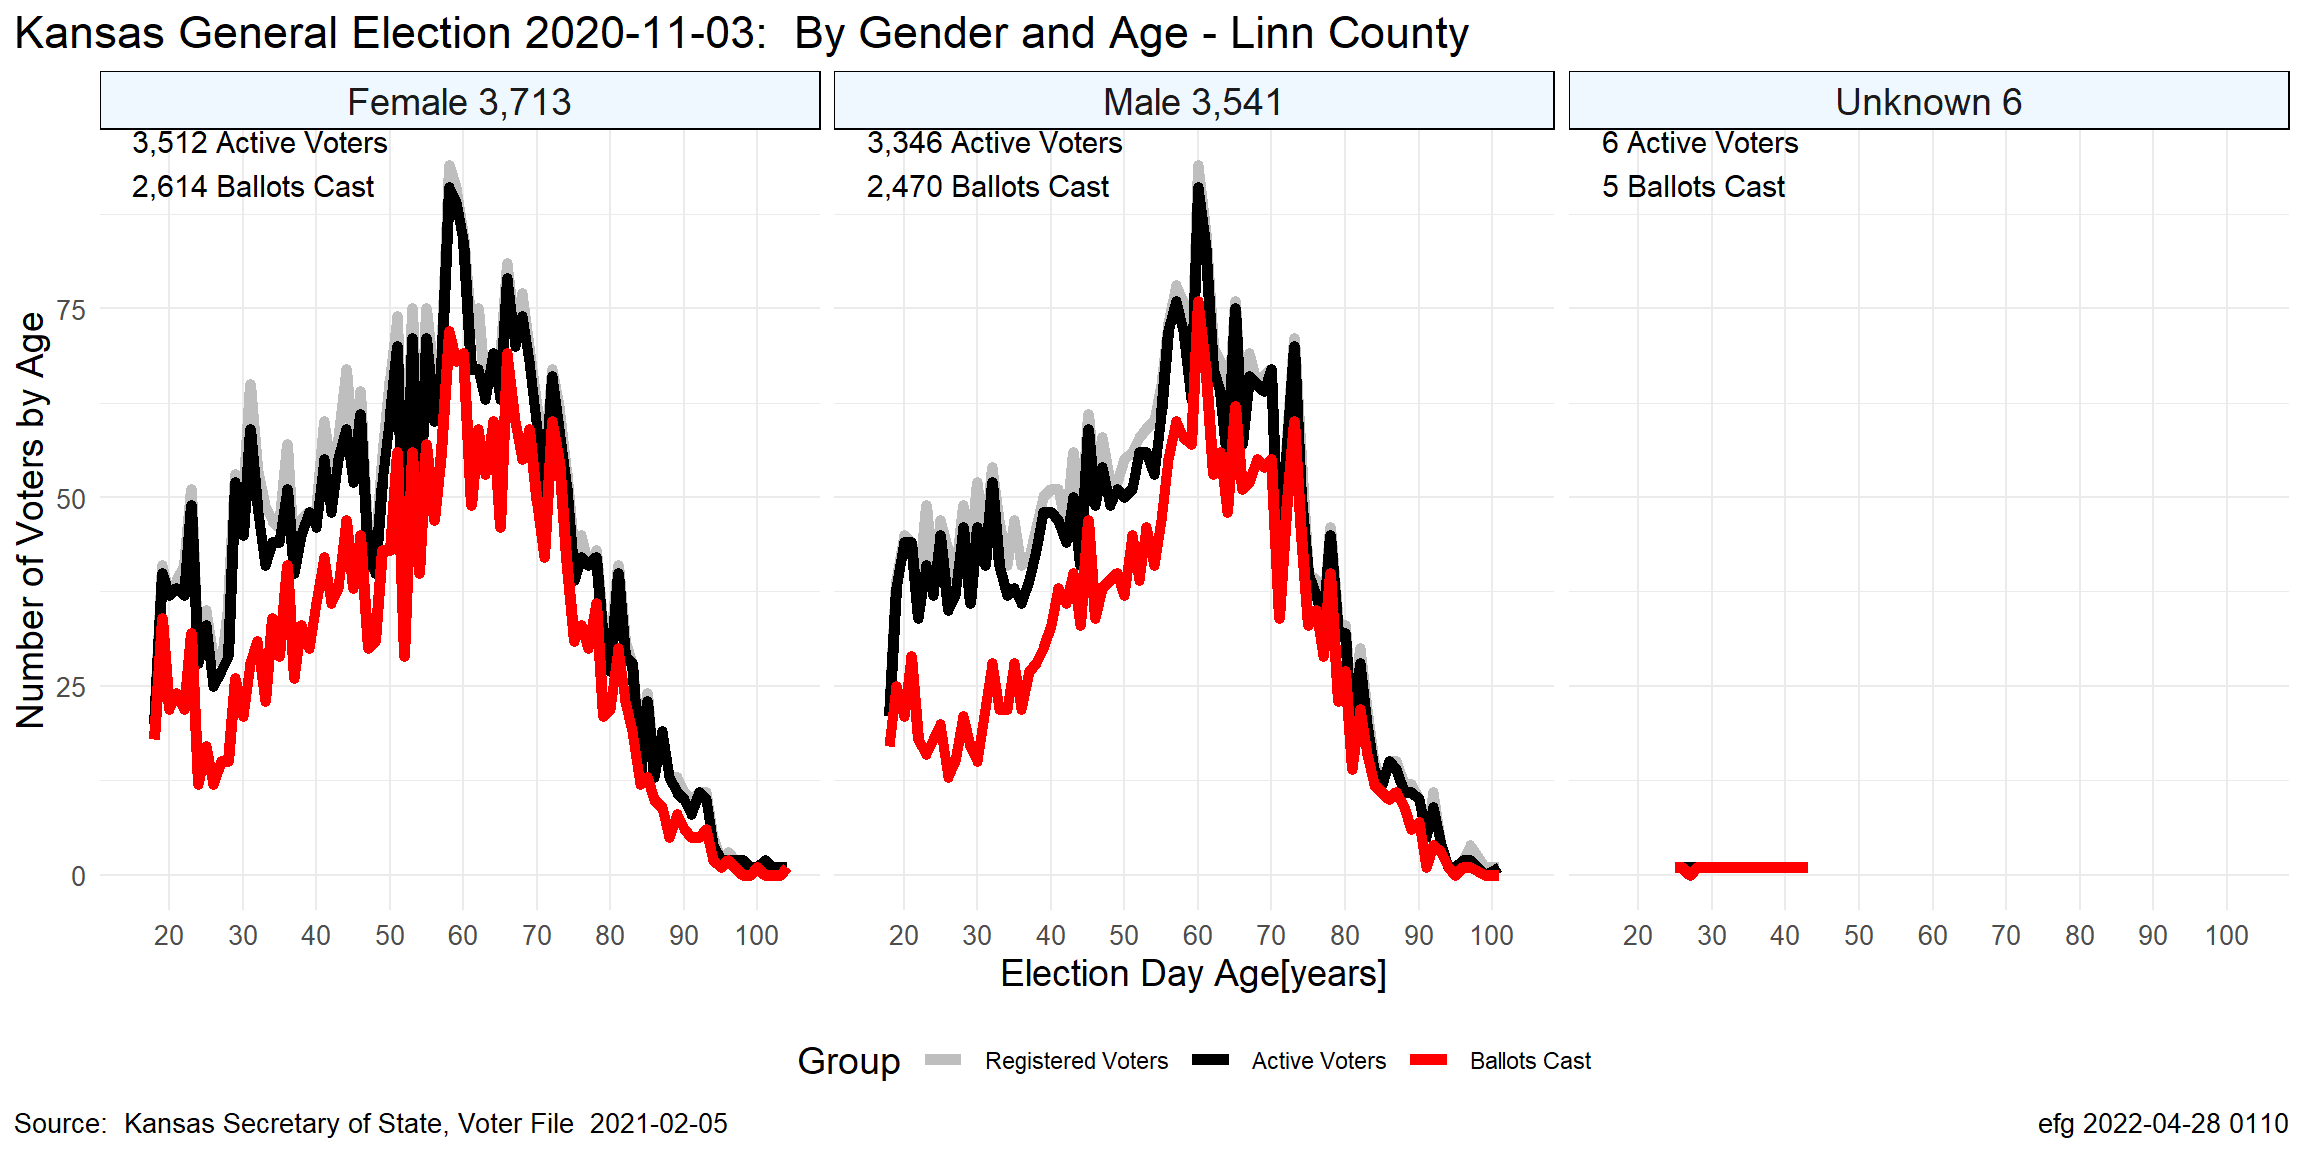 Kansas General Election 2020-11-03:  By Gender and Age - Linn County
Female 3,713
Male 3,541
Unknown 6
3,512 Active Voters
2,614 Ballots Cast
3,346 Active Voters
2,470 Ballots Cast
6 Active Voters
5 Ballots Cast
Number of Voters by Age
75
50
25
0
20 30 40 50 60 70 80 90 100
20 30 40 50 60 70 80 90 100
20 30 40 50 60 70 80 90 100
Election Day Age[years]
Group Registered Voters Active Voters Ballots Cast
Source:  Kansas Secretary of State, Voter File  2021-02-05
efg 2022-04-28 0110